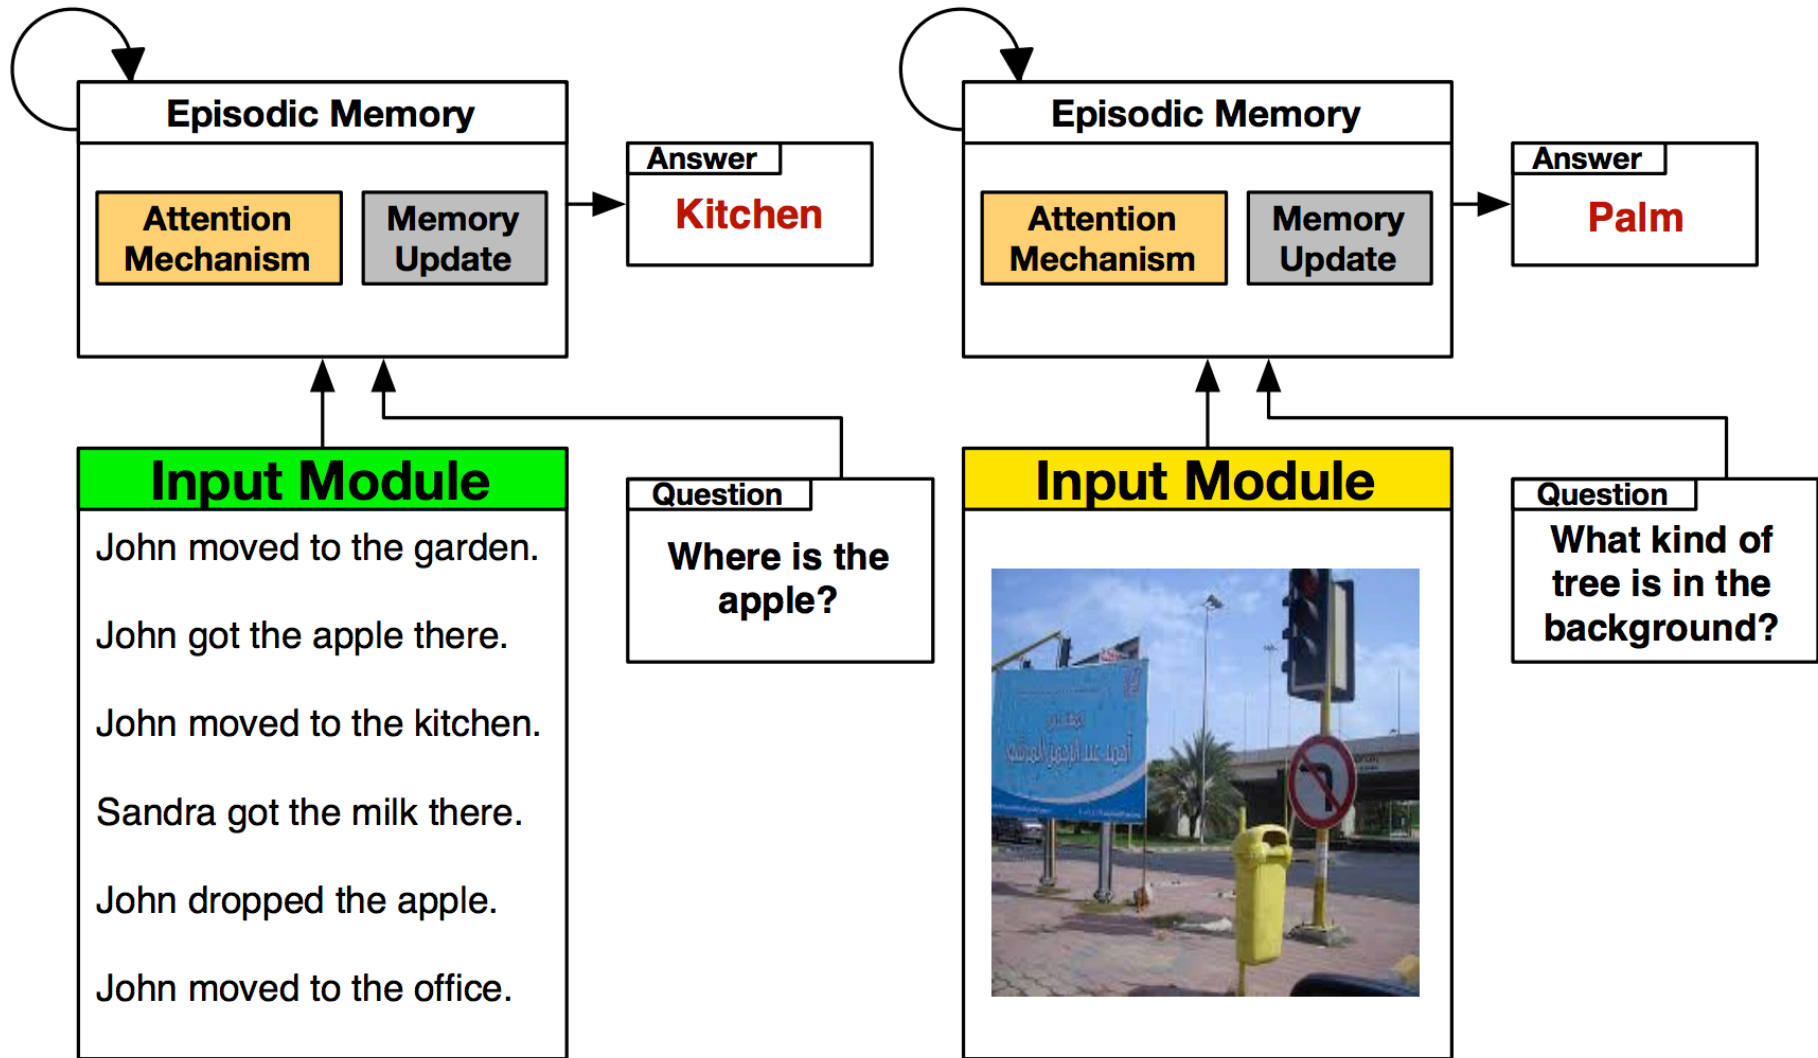 Episodic Memory
Attention
Mechanism
Memory
Update
Answer
Kitchen
Input Module
John moved to the garden.
John got the apple there.
John moved to the kitchen.
Sandra got the milk there.
John dropped the apple.
John moved to the office.
Question
Where is the
apple?
Episodic Memory
Attention
Mechanism
Memory
Update
Answer
Palm
Input Module
Question
What kind of
tree is in the
background?